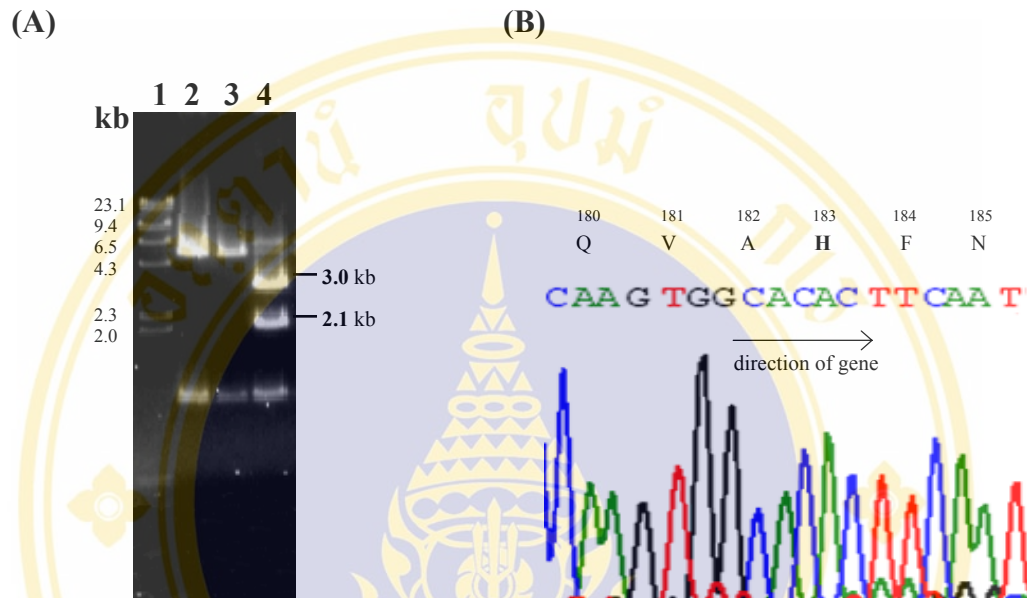 (A)
(B)
1 2 3 4
kb
23.1
9.4
6.5
4.3
2.3
2.0
3.0 kb
2.1 kb
180 181 182 183 184 185
Q V A H F N
CAAGTGGCACACTTCAAT
direction of gene